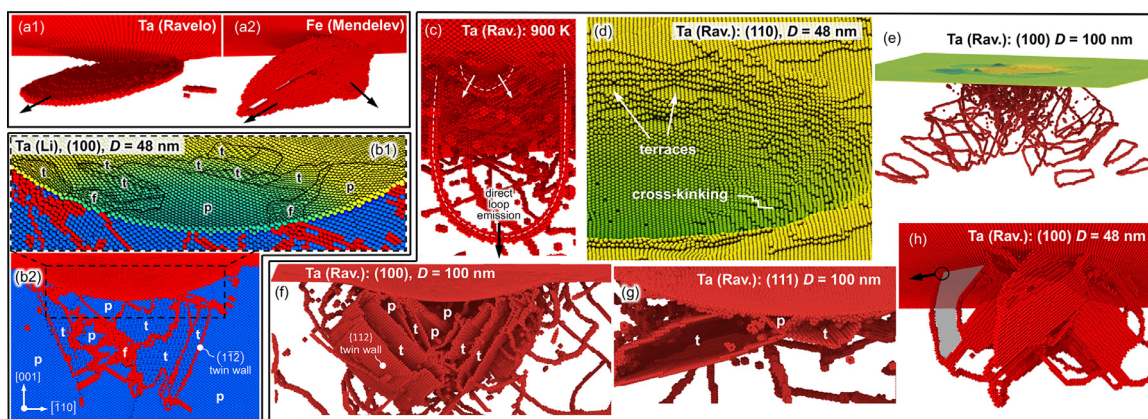 (a1) Ta (Ravelo)
(a2) Fe (Mendelev)
Ta (Li), (100), D = 48 nm (b1)
t t t t t p
f p f
(b2)
t t t
p f t p
(11̄2)
twin wall
[001]
[1̄10]
(c) Ta (Rav.): 900 K
direct
loop
emission
(d) Ta (Rav.): (110), D = 48 nm
terraces
cross-kinking
(e) Ta (Rav.): (100) D = 100 nm
Ta (Rav.): (100), D = 100 nm
(f)
p p p
t t t
{112}
twin wall
Ta (Rav.): (111) D = 100 nm
(g)
p t
t
(h)
Ta (Rav.): (100) D = 48 nm